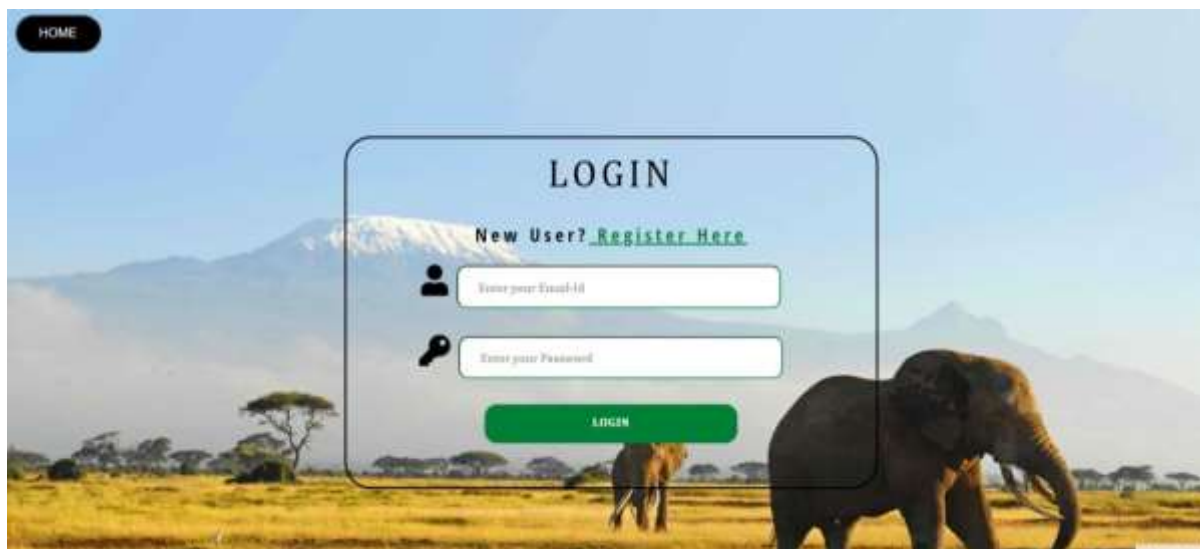 HOME
LOGIN
New User? Register Here
Enter your Email-Id
Enter your Password
LOGIN